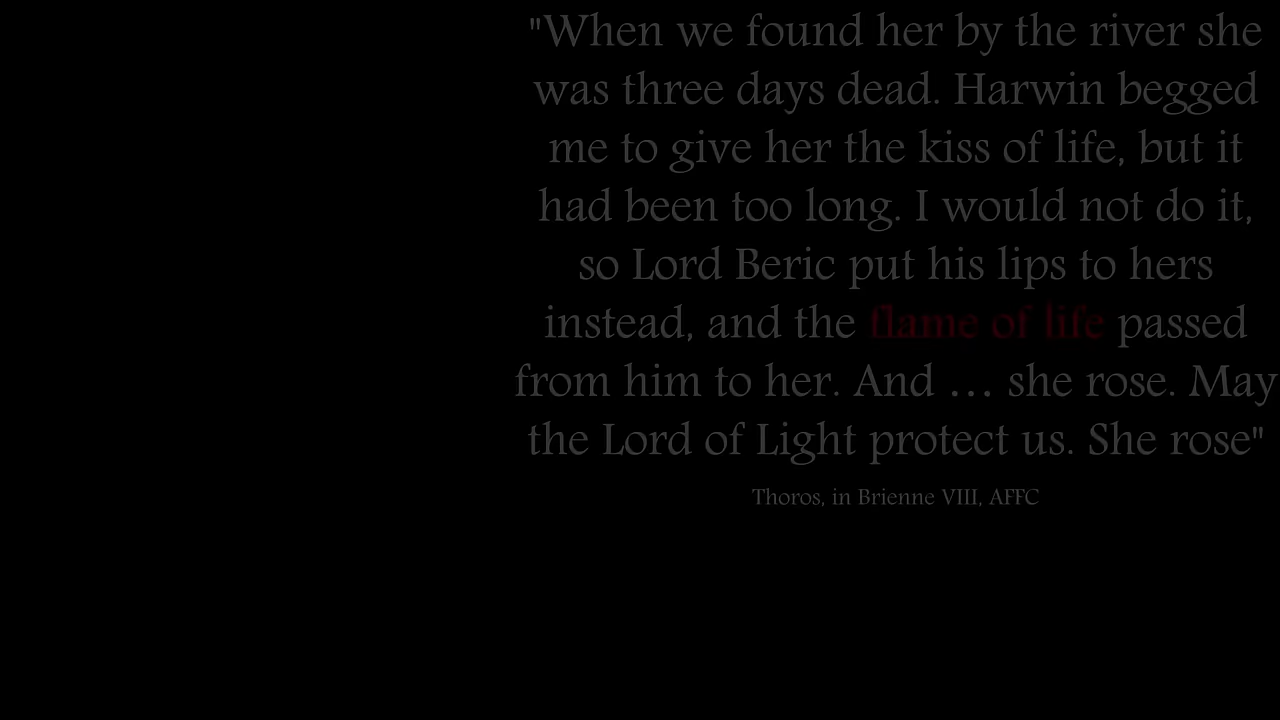 "When we found her by the river she
was three days dead. Harwin begged
me to give her the kiss of life, but it
had been too long. I would not do it,
so Lord Beric put his lips to hers
instead, and the flame of life passed
from him to her. And … she rose. May
the Lord of Light protect us. She rose"
Thoros, in Brienne VIII, AFFC